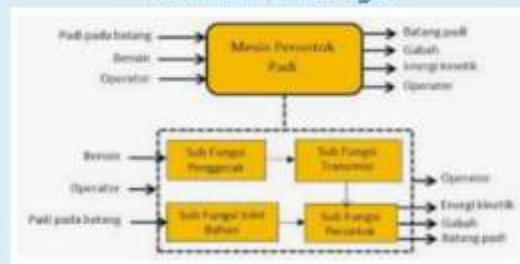 Padi pada batang
Bensin
Operator
Mesin Perontok
Padi
Batang padi
Gabah
Energi kinetik
Operator
Bensin
Operator
Padi pada batang
Sub Fungsi
Penggerak
Sub Fungsi
Transmisi
Sub Fungsi Inlet
Bahan
Sub Fungsi
Perontok
Operator
Energi kinetik
Gabah
Batang padi